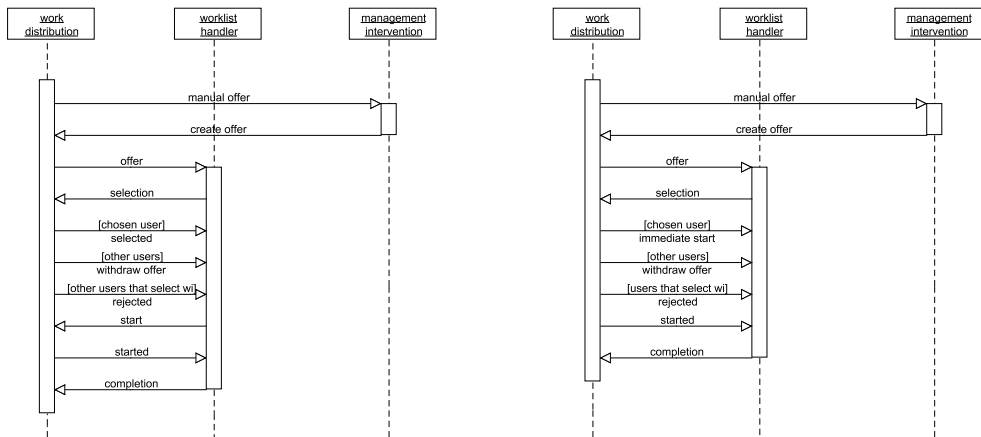 work
distribution
worklist
handler
management
intervention
manual offer
create offer
offer
selection
[chosen user]
selected
[other users]
withdraw offer
[other users that select wi]
rejected
start
started
completion
work
distribution
worklist
handler
management
intervention
manual offer
create offer
offer
selection
[chosen user]
immediate start
[other users]
withdraw offer
[users that select wi]
rejected
started
completion